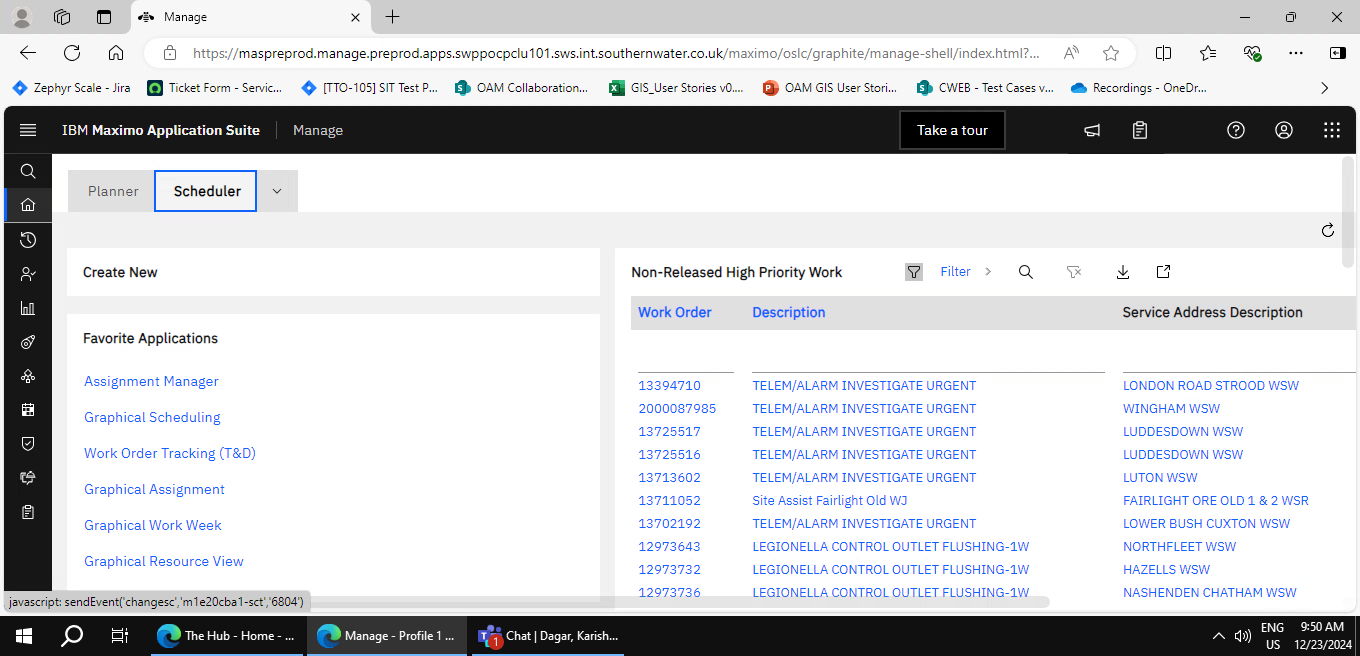 Manage
https://maspreprod.manage.preprod.apps.swppocpclu101.sws.int.southernwater.co.uk/maximo/oslc/graphite/manage-shell/index.html?...
Zephyr Scale - Jira
Ticket Form - Servic...
[TTO-105] SIT Test P...
OAM Collaboration...
GIS_User Stories v0....
OAM GIS User Stori...
CWEB - Test Cases v...
Recordings - OneDr...
IBM Maximo Application Suite
Manage
Take a tour
Planner
Scheduler
Create New
Favorite Applications
Assignment Manager
Graphical Scheduling
Work Order Tracking (T&D)
Graphical Assignment
Graphical Work Week
Graphical Resource View
Non-Released High Priority Work
Filter
Work Order Description Service Address Description
13394710 TELEM/ALARM INVESTIGATE URGENT LONDON ROAD STROOD WSW
2000087985 TELEM/ALARM INVESTIGATE URGENT WINGHAM WSW
13725517 TELEM/ALARM INVESTIGATE URGENT LUDDESDOWN WSW
13725516 TELEM/ALARM INVESTIGATE URGENT LUDDESDOWN WSW
13713602 TELEM/ALARM INVESTIGATE URGENT LUTON WSW
13711052 Site Assist Fairlight Old WJ FAIRLIGHT ORE OLD 1 & 2 WSR
13702192 TELEM/ALARM INVESTIGATE URGENT LOWER BUSH CUXTON WSW
12973643 LEGIONELLA CONTROL OUTLET FLUSHING-1W NORTHFLEET WSW
12973732 LEGIONELLA CONTROL OUTLET FLUSHING-1W HAZELLS WSW
12973736 LEGIONELLA CONTROL OUTLET FLUSHING-1W NASHENDEN CHATHAM WSW
javascript: sendEvent('changesc','m1e20cba1-sct','6804')
The Hub - Home - ...
Manage - Profile 1 ...
1
Chat | Dagar, Karish...
ENG
US
9:50 AM
12/23/2024